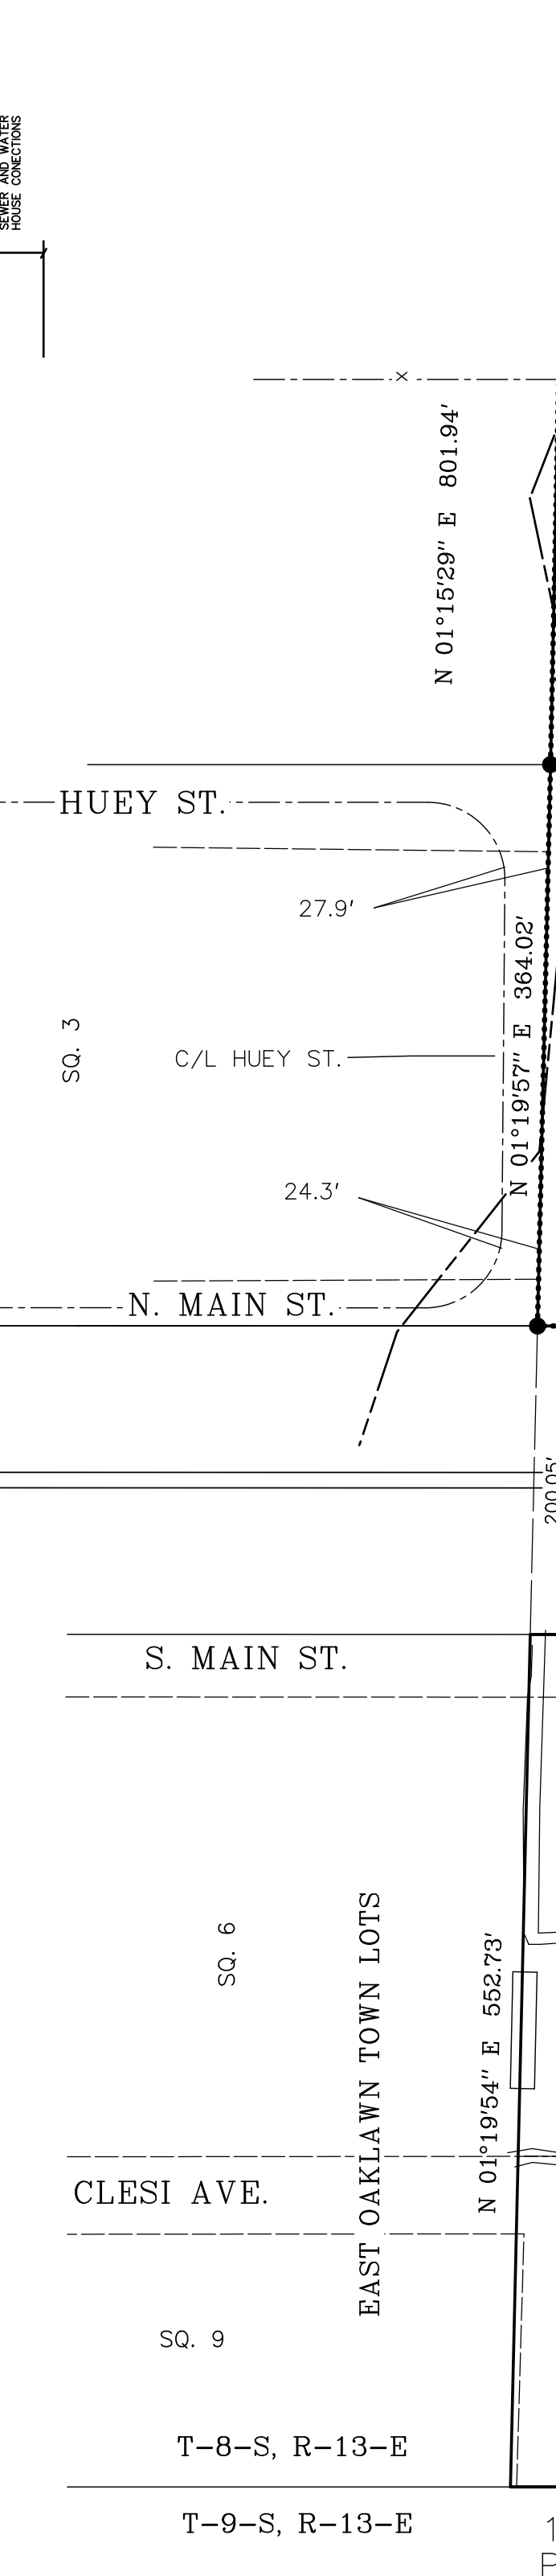 SEWER AND WATER
HOUSE CONECTIONS
X
N 01°15'29" E 801.94'
HUEY ST.
27.9'
N 01°19'57" E 364.02'
SQ. 3
C/L HUEY ST.
24.3'
N. MAIN ST.
200.05'
S. MAIN ST.
SQ. 6
EAST OAKLAWN TOWN LOTS
N 01°19'54" E 552.73'
CLESI AVE.
SQ. 9
T-8-S, R-13-E
T-9-S, R-13-E
1